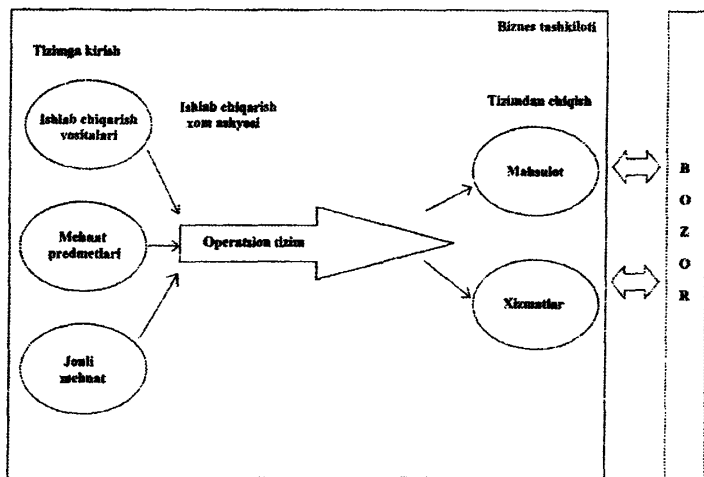 Biznes tashkiloti
Tizimga kirish
Ishlab chiqarish
vositalari
Ishlab chiqarish
xom ashyosi
Tizimdan chiqish
Mahsulot
Mehnat
predmetlari
Operatsion tizim
Xizmatlar
Jonli
mehnat
B
O
Z
O
R